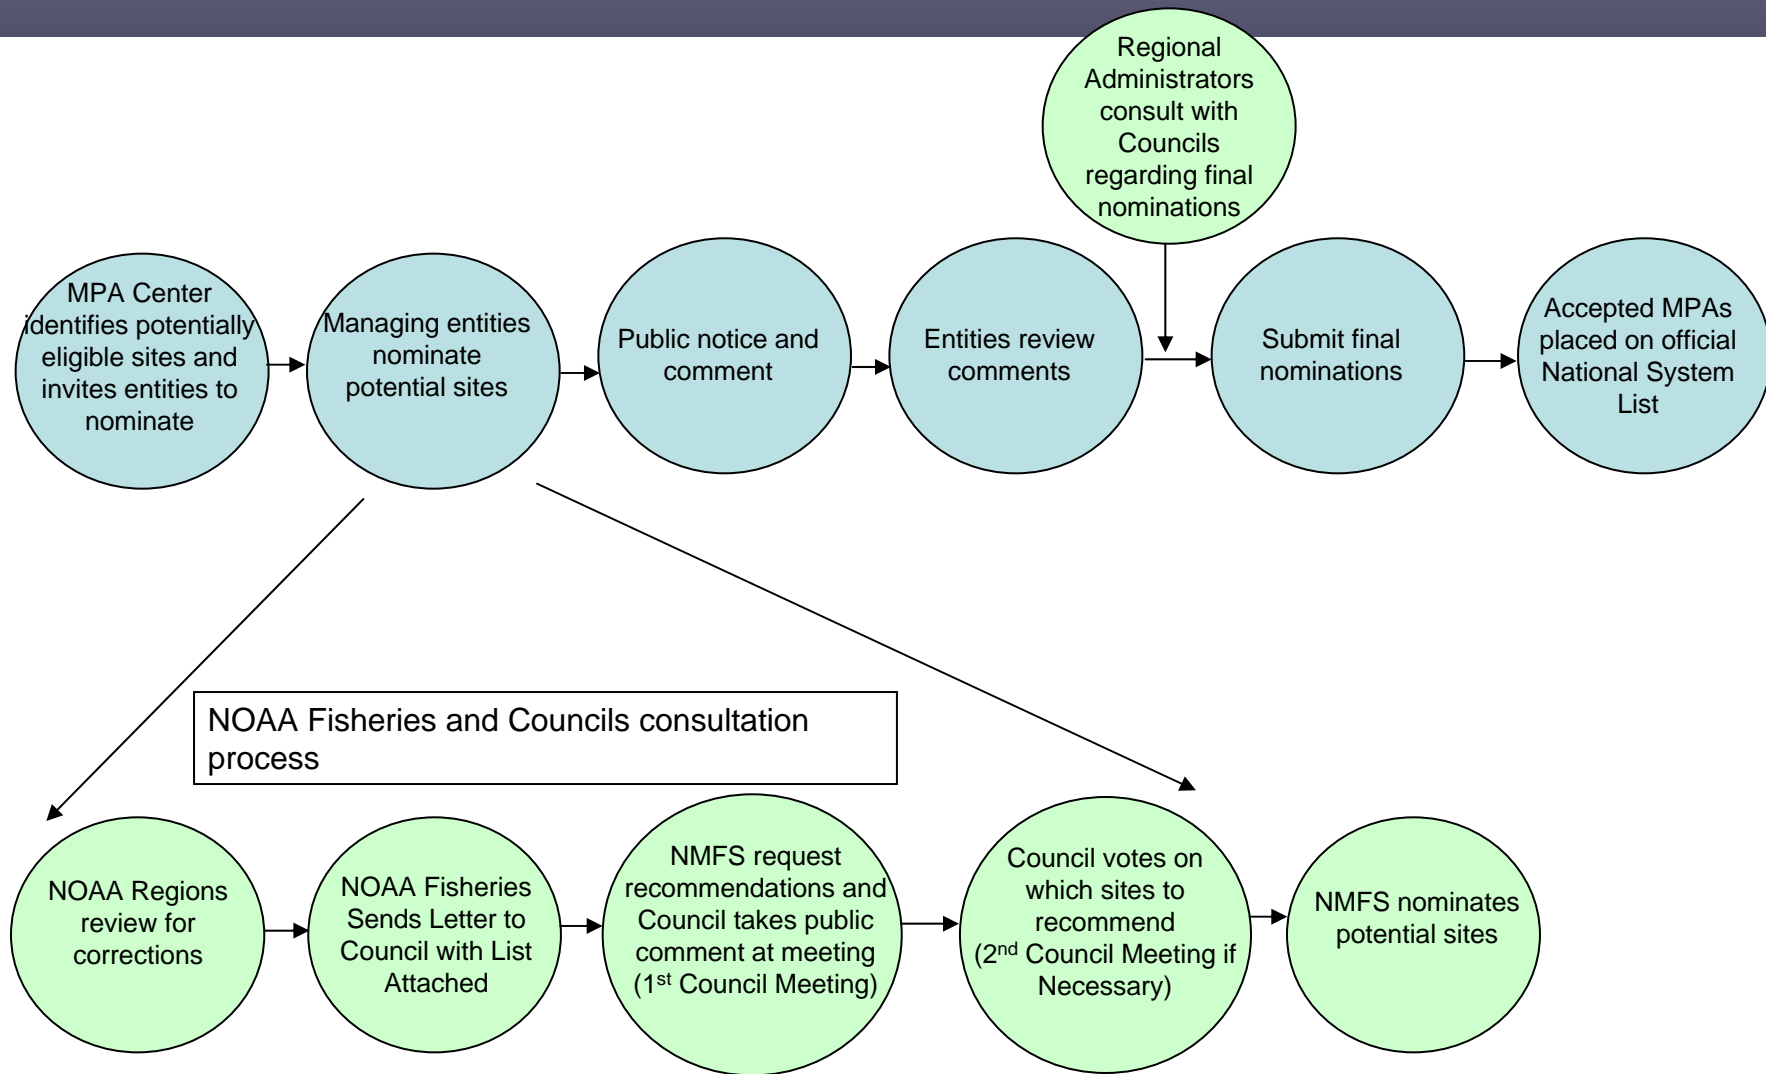 Regional
Administrators
consult with
Councils
regarding final
nominations
MPA Center
identifies potentially
eligible sites and
invites entities to
nominate
Managing entities
nominate
potential sites
Public notice and
comment
Entities review
comments
Submit final
nominations
Accepted MPAs
placed on official
National System
List
NOAA Fisheries and Councils consultation
process
NOAA Regions
review for
corrections
NOAA Fisheries
Sends Letter to
Council with List
Attached
NMFS request
recommendations and
Council takes public
comment at meeting
(1st Council Meeting)
Council votes on
which sites to
recommend
(2nd Council Meeting if
Necessary)
NMFS nominates
potential sites